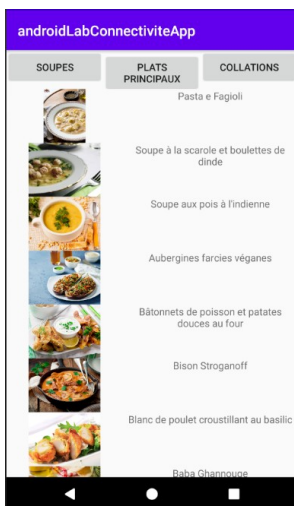 androidLabConnectiviteApp
SOUPES
PLATS
PRINCIPAUX
COLLATIONS
Pasta e Fagioli
Soupe à la scarole et boulettes de
dinde
Soupe aux pois à l'indienne
Aubergines farcies véganes
Bâtonnets de poisson et patates
douces au four
Bison Stroganoff
Blanc de poulet croustillant au basilic
Baba Ghannouge